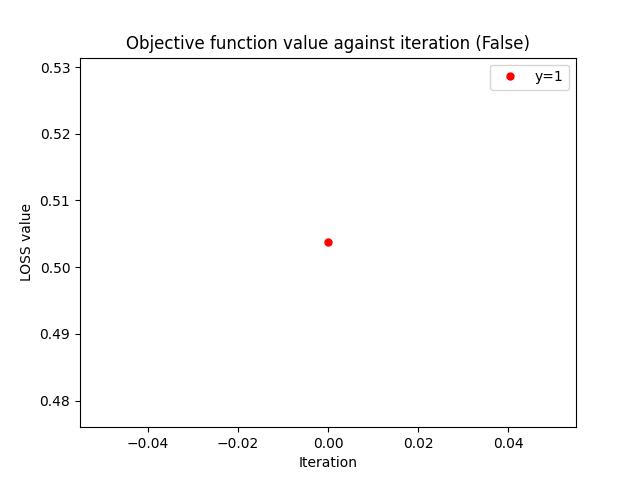 Objective function value against iteration (False)
y=1
LOSS value
0.53
0.52
0.51
0.50
0.49
0.48
−0.04
−0.02
0.00
0.02
0.04
Iteration